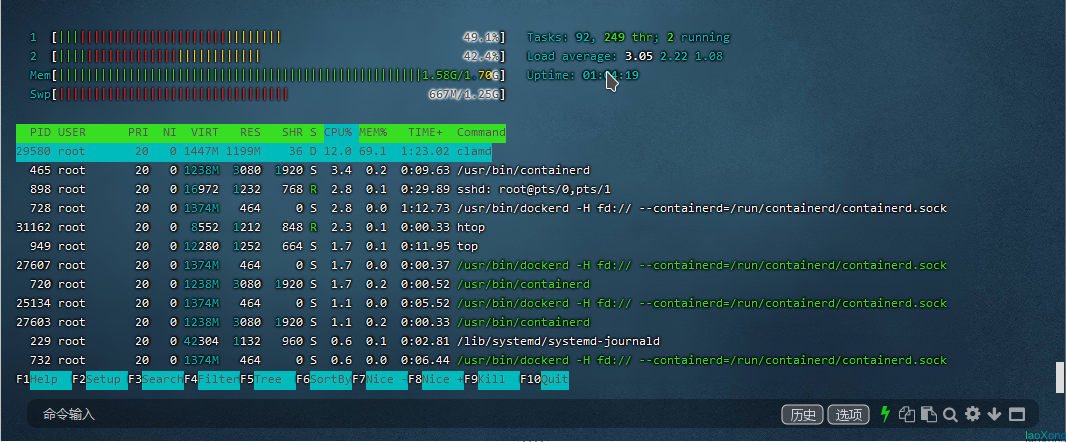 1 [ 49.1%] Tasks: 92, 249 thr; 2 running
2 [ 42.4%] Load average: 3.05 2.22 1.08
Mem[ 1.58G/1.70G] Uptime: 01:04:19
Swp[ 667M/1.25G]
PID USER PRI NI VIRT RES SHR S CPU% MEM% TIME+ Command
29580 root 20 0 1447M 1199M 36 D 12.0 69.1 1:23.02 clamd
465 root 20 0 1238M 3080 1920 S 3.4 0.2 0:09.63 /usr/bin/containerd
898 root 20 0 16972 1232 768 R 2.8 0.1 0:29.89 sshd: root@pts/0,pts/1
728 root 20 0 1374M 464 0 S 2.8 0.0 1:12.73 /usr/bin/dockerd -H fd:// --containerd=/run/containerd/containerd.sock
31162 root 20 0 8552 1212 848 R 2.3 0.1 0:00.33 htop
949 root 20 0 12280 1252 664 S 1.7 0.1 0:11.95 top
27607 root 20 0 1374M 464 0 S 1.7 0.0 0:00.37 /usr/bin/dockerd -H fd:// --containerd=/run/containerd/containerd.sock
720 root 20 0 1238M 3080 1920 S 1.7 0.2 0:00.52 /usr/bin/containerd
25134 root 20 0 1374M 464 0 S 1.1 0.0 0:05.52 /usr/bin/dockerd -H fd:// --containerd=/run/containerd/containerd.sock
27603 root 20 0 1238M 3080 1920 S 1.1 0.2 0:00.33 /usr/bin/containerd
229 root 20 0 42304 1132 960 S 0.6 0.1 0:02.81 /lib/systemd/systemd-journald
732 root 20 0 1374M 464 0 S 0.6 0.0 0:06.44 /usr/bin/dockerd -H fd:// --containerd=/run/containerd/containerd.sock
F1Help F2Setup F3SearchF4FilterF5Tree F6SortByF7Nice -F8Nice +F9Kill F10Quit
命令输入 历史 选项